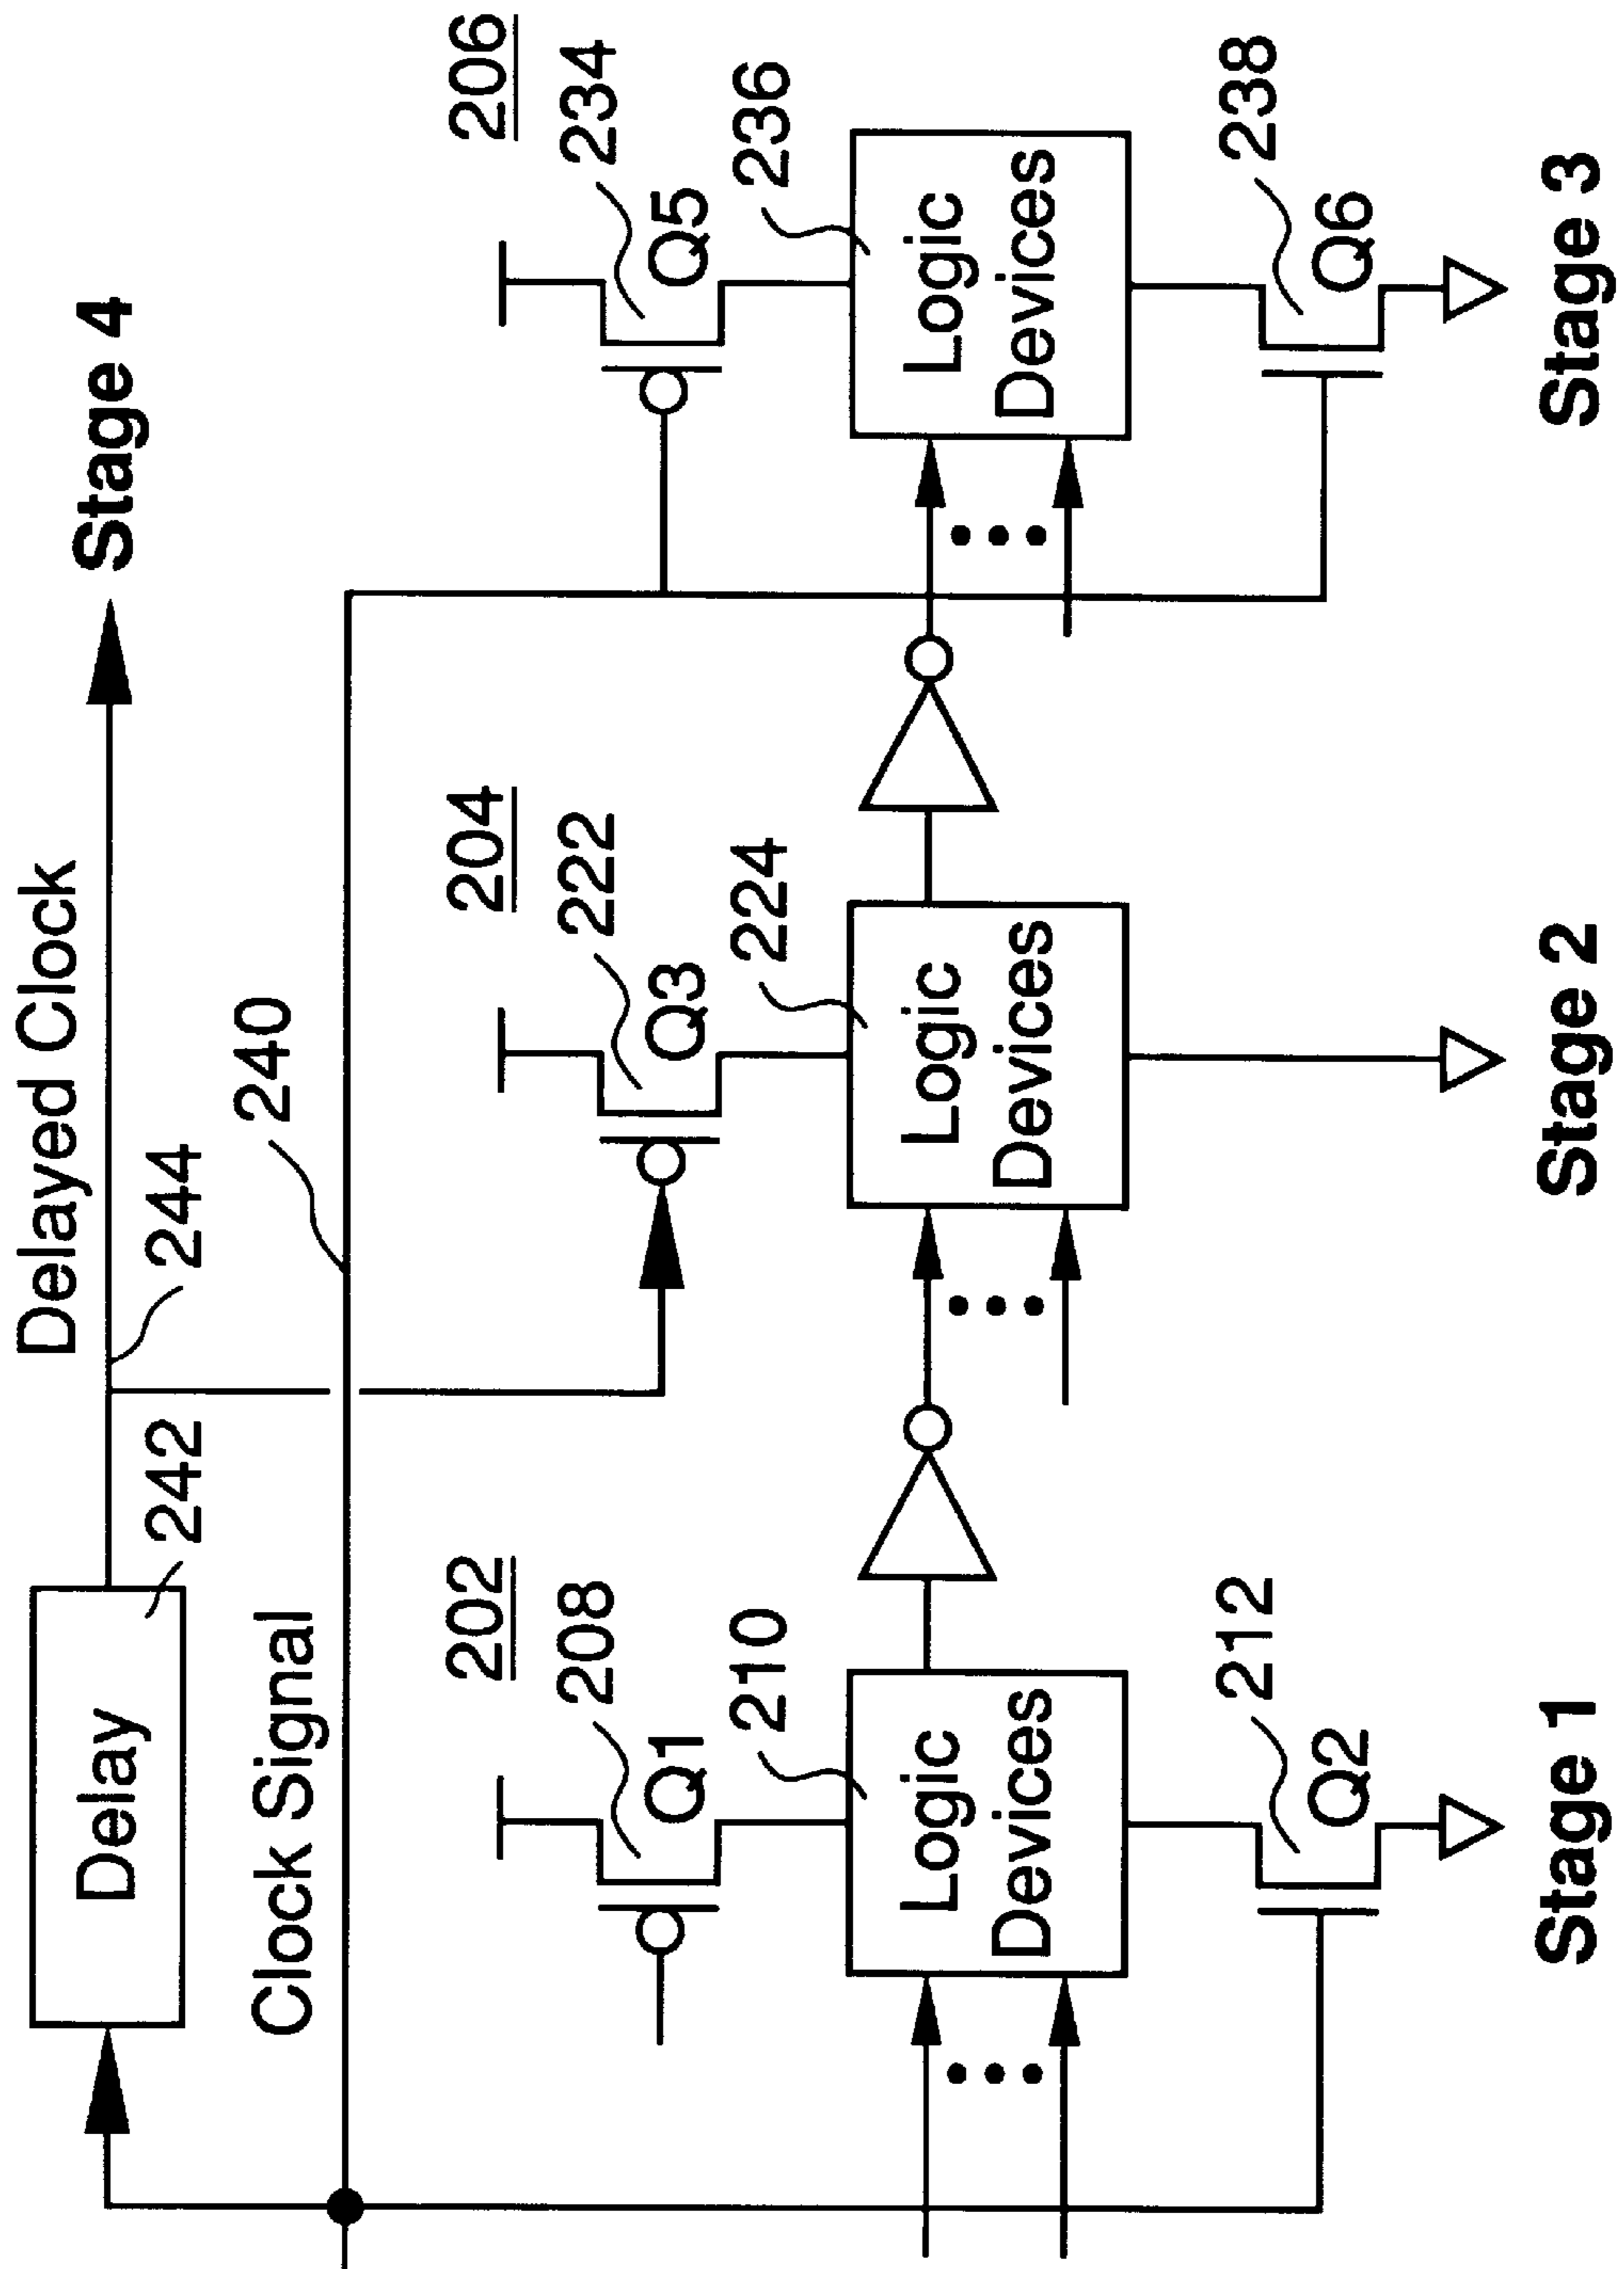 Delay
242
244
Delayed Clock
Stage 4
Clock Signal
240
202
208
Q1
210
Logic
Devices
212
Q2
Stage 1
204
222
Q3
224
Logic
Devices
Stage 2
206
234
Q5
236
Logic
Devices
238
Q6
Stage 3